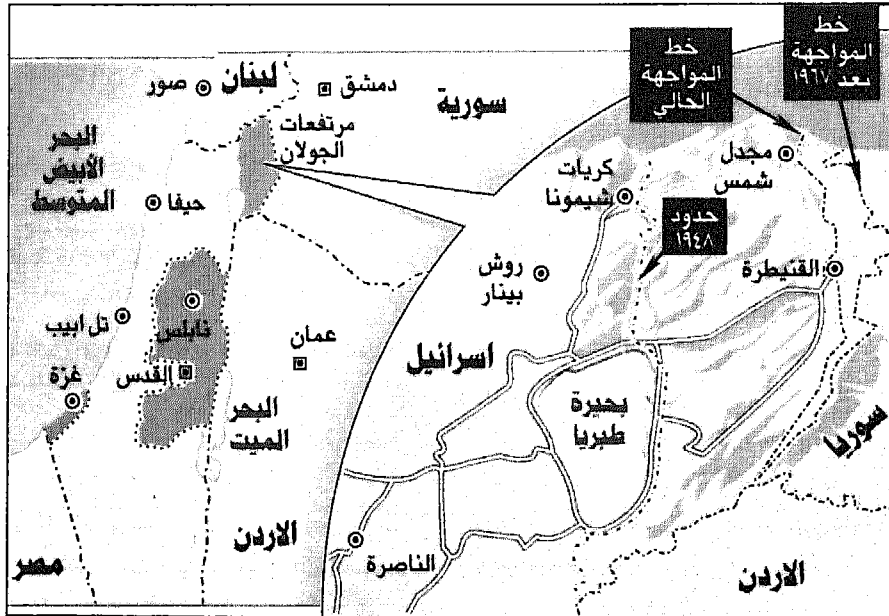 لبنان
صور
دمشق
سورية
مرتفعات
الجولان
البحر
الأبيض
المتوسط
حيفا
نابلس
تل ابيب
القدس
غزة
عمان
البحر
الميت
الاردن
مصر
خط
المواجهة
الحالي
خط
المواجهة
بعد ١٩٦٧
مجدل
شمس
كريات
شيمونا
حدود
١٩٤٨
القنيطرة
روش
بينار
اسرائيل
بحيرة
طبريا
سوريا
الناصرة
الاردن